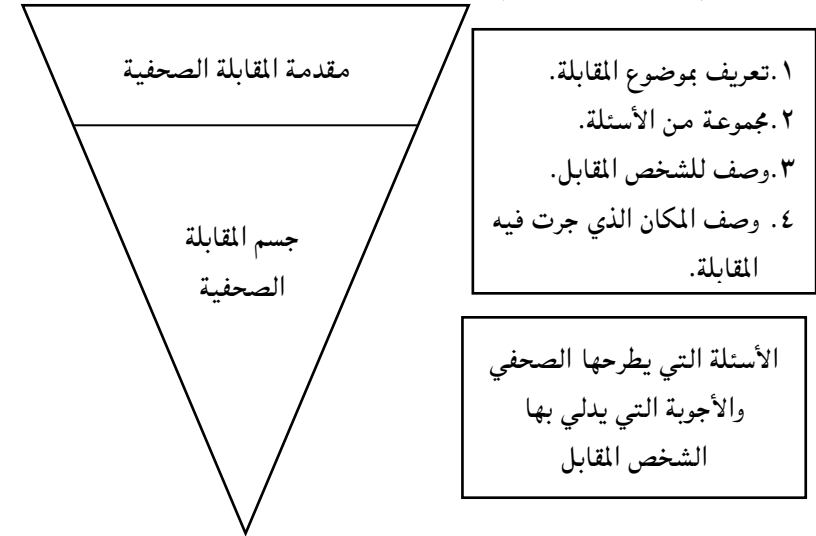 مقدمة المقابلة الصحفية
١.تعريف بموضوع المقابلة.
٢.مجموعة من الأسئلة.
٣.وصف للشخص المقابل.
٤. وصف المكان الذي جرت فيه
المقابلة.
جسم المقابلة
الصحفية
الأسئلة التي يطرحها الصحفي
والأجوبة التي يدلي بها
الشخص المقابل